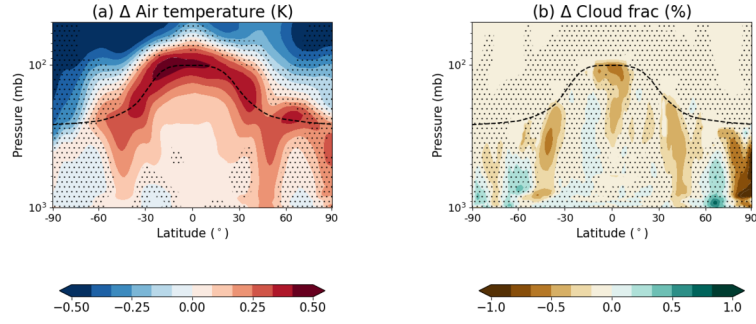 (a) Δ Air temperature (K)
(b) Δ Cloud frac (%)
Pressure (mb)
10²
10³
-90 -60 -30 0 30 60 90
Latitude (°)
−0.50 −0.25 0.00 0.25 0.50
Pressure (mb)
10²
10³
-90 -60 -30 0 30 60 90
Latitude (°)
−1.0 −0.5 0.0 0.5 1.0